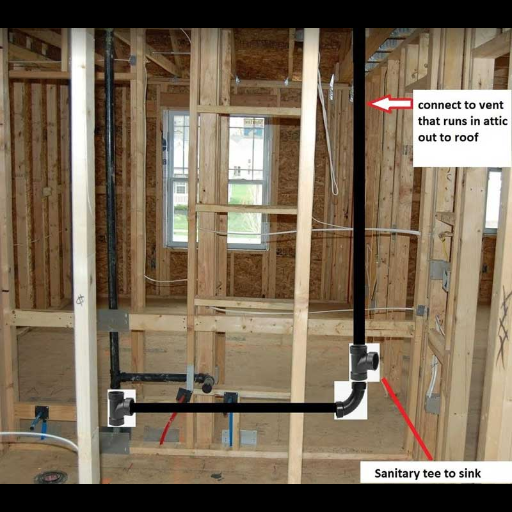 connect to vent
that runs in attic
out to roof
Sanitary tee to sink